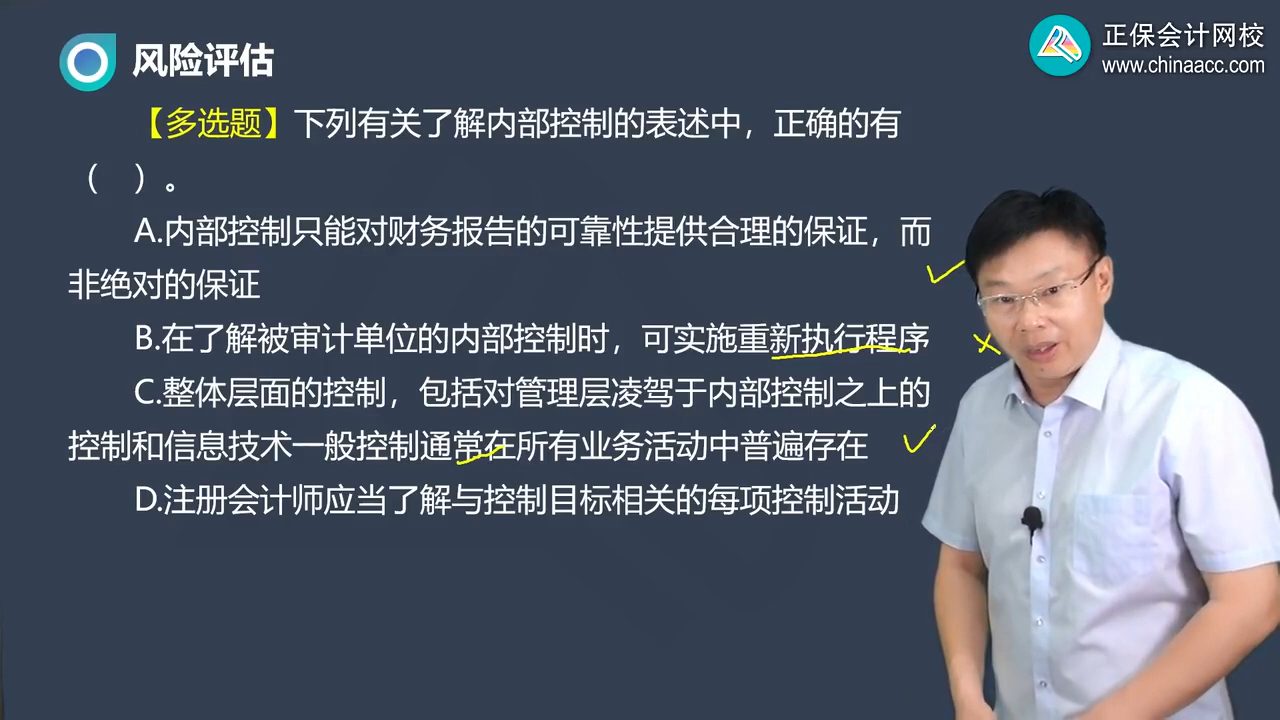 风险评估
正保会计网校
www.chinaacc.com
【多选题】下列有关了解内部控制的表述中，正确的有
（　）。
A.内部控制只能对财务报告的可靠性提供合理的保证，而
非绝对的保证
B.在了解被审计单位的内部控制时，可实施重新执行程序
C.整体层面的控制，包括对管理层凌驾于内部控制之上的
控制和信息技术一般控制通常在所有业务活动中普遍存在
D.注册会计师应当了解与控制目标相关的每项控制活动